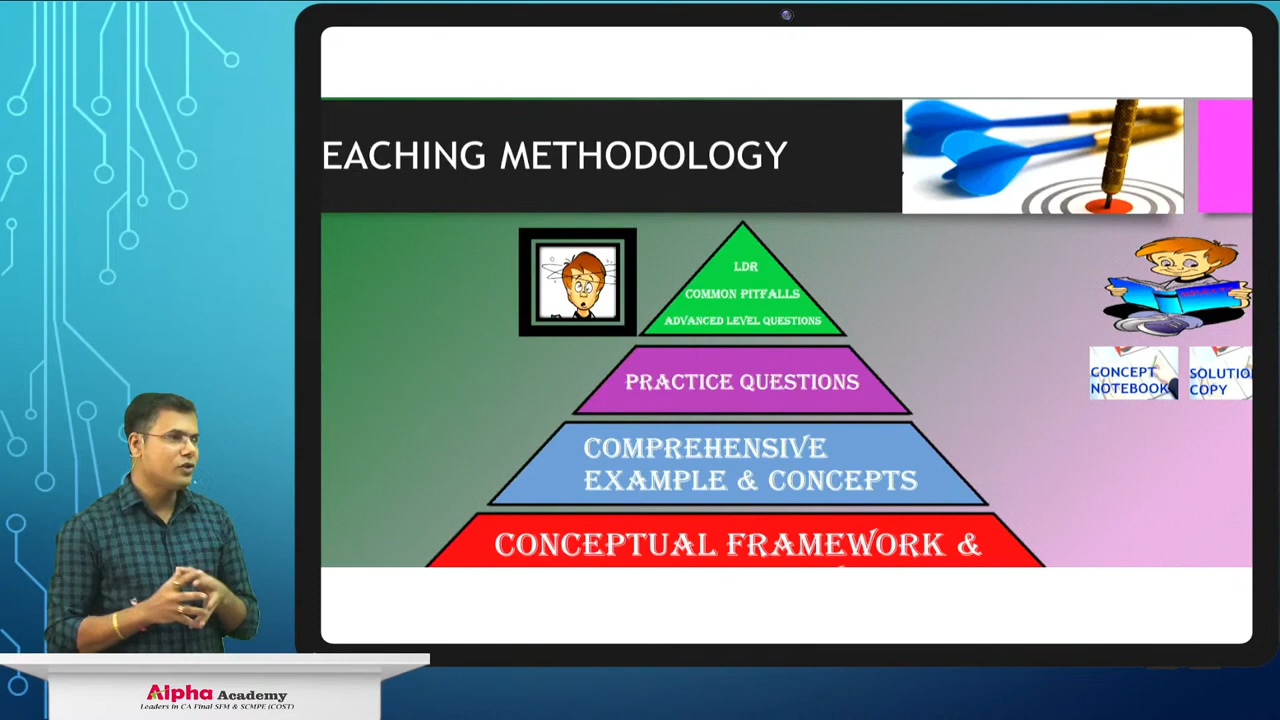 EACHING METHODOLOGY
LDR
COMMON PITFALLS
ADVANCED LEVEL QUESTIONS
PRACTICE QUESTIONS
COMPREHENSIVE
EXAMPLE & CONCEPTS
CONCEPTUAL FRAMEWORK &
CONCEPT
NOTEBOOK
SOLUTIO
COPY
Alpha Academy
Leaders in CA Final SFM & SCMPE (COST)